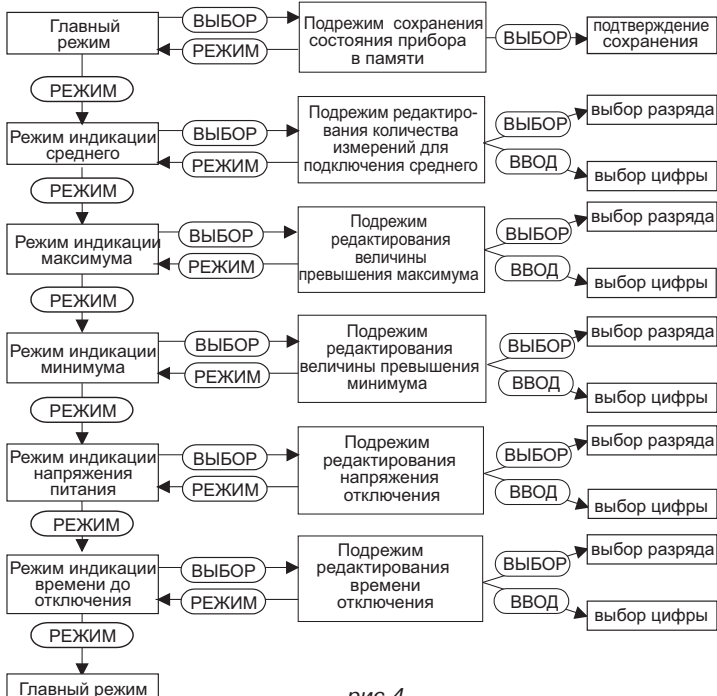 Главный
режим
ВЫБОР
РЕЖИМ
Подрежим сохранения
состояния прибора
в памяти
ВЫБОР
подтверждение
сохранения
РЕЖИМ
Режим индикации
среднего
ВЫБОР
РЕЖИМ
Подрежим редактиро-
вания количества
измерений для
подключения среднего
ВЫБОР
выбор разряда
ВВОД
выбор цифры
РЕЖИМ
Режим индикации
максимума
ВЫБОР
РЕЖИМ
Подрежим
редактирования
величины
превышения максимума
ВЫБОР
выбор разряда
ВВОД
выбор цифры
РЕЖИМ
Режим индикации
минимума
ВЫБОР
РЕЖИМ
Подрежим
редактирования
величины превышения
минимума
ВЫБОР
выбор разряда
ВВОД
выбор цифры
РЕЖИМ
Режим индикации
напряжения
питания
ВЫБОР
РЕЖИМ
Подрежим
редактирования
напряжения
отключения
ВЫБОР
выбор разряда
ВВОД
выбор цифры
РЕЖИМ
Режим индикации
времени до
отключения
ВЫБОР
РЕЖИМ
Подрежим
редактирования
времени
отключения
ВЫБОР
выбор разряда
ВВОД
выбор цифры
РЕЖИМ
Главный режим
рис 4